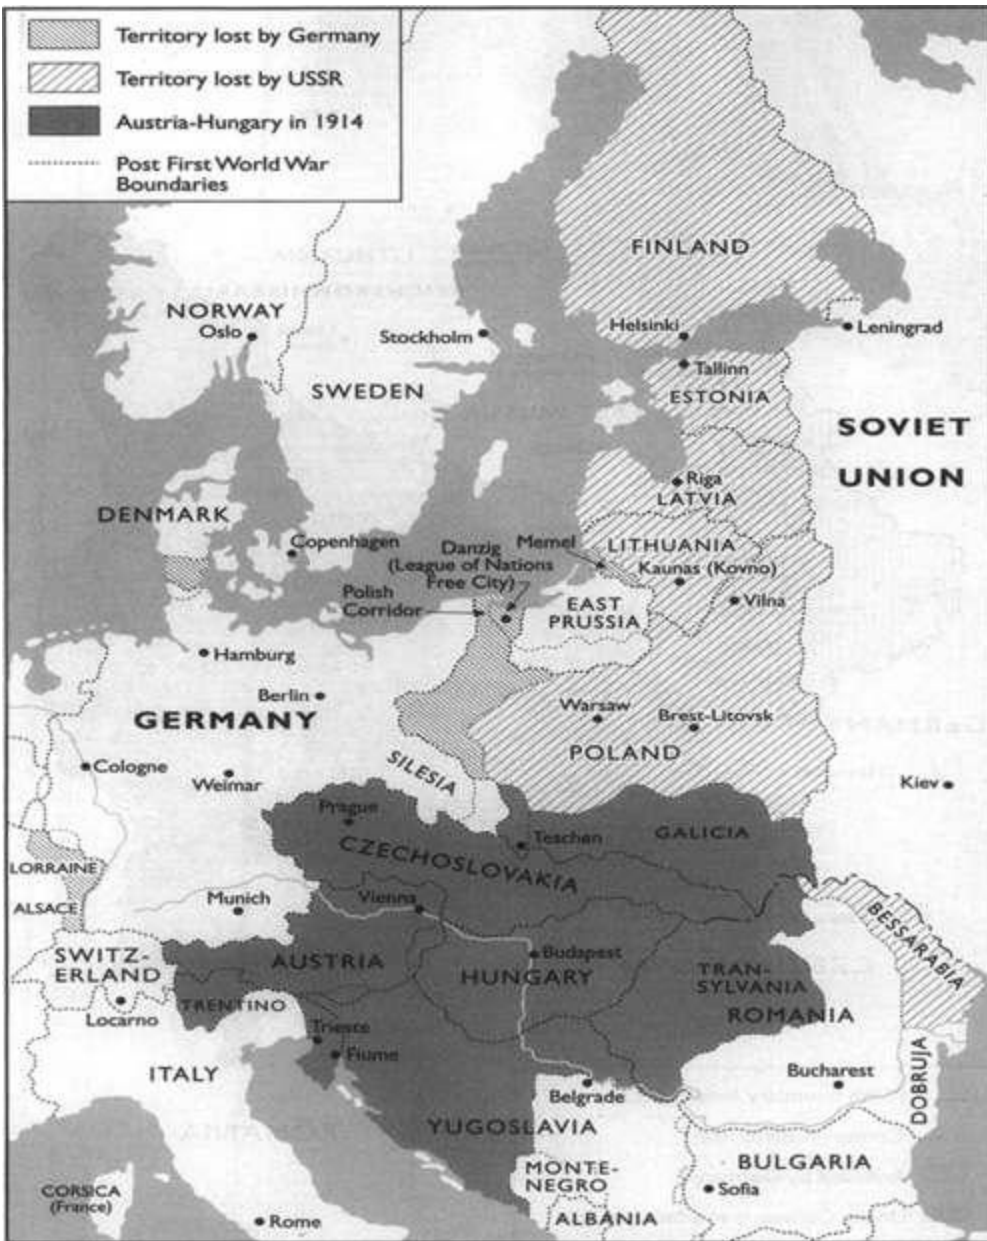 Territory lost by Germany
Territory lost by USSR
Austria-Hungary in 1914
Post First World War
Boundaries
FINLAND
NORWAY
Oslo
Stockholm
Helsinki
Leningrad
Tallinn
SWEDEN
ESTONIA
SOVIET
UNION
Riga
LATVIA
DENMARK
Copenhagen
Danzig
(League of Nations
Free City)
Memel
LITHUANIA
Kaunas (Kovno)
Polish
Corridor
EAST
PRUSSIA
Vilna
Hamburg
Berlin
GERMANY
Warsaw
Brest-Litovsk
POLAND
Cologne
Weimar
SILESIA
Kiev
Prague
Teschen
GALICIA
CZECHOSLOVAKIA
LORRAINE
ALSACE
Munich
Vienna
BESSARABIA
SWITZ-
ERLAND
AUSTRIA
Budapest
HUNGARY
TRAN-
SYLVANIA
TRENTINO
Locarno
ROMANIA
Trieste
Fiume
ITALY
Belgrade
Bucharest
DOBRUJA
YUGOSLAVIA
MONTE-
NEGRO
BULGARIA
CORSICA
(France)
Sofia
Rome
ALBANIA